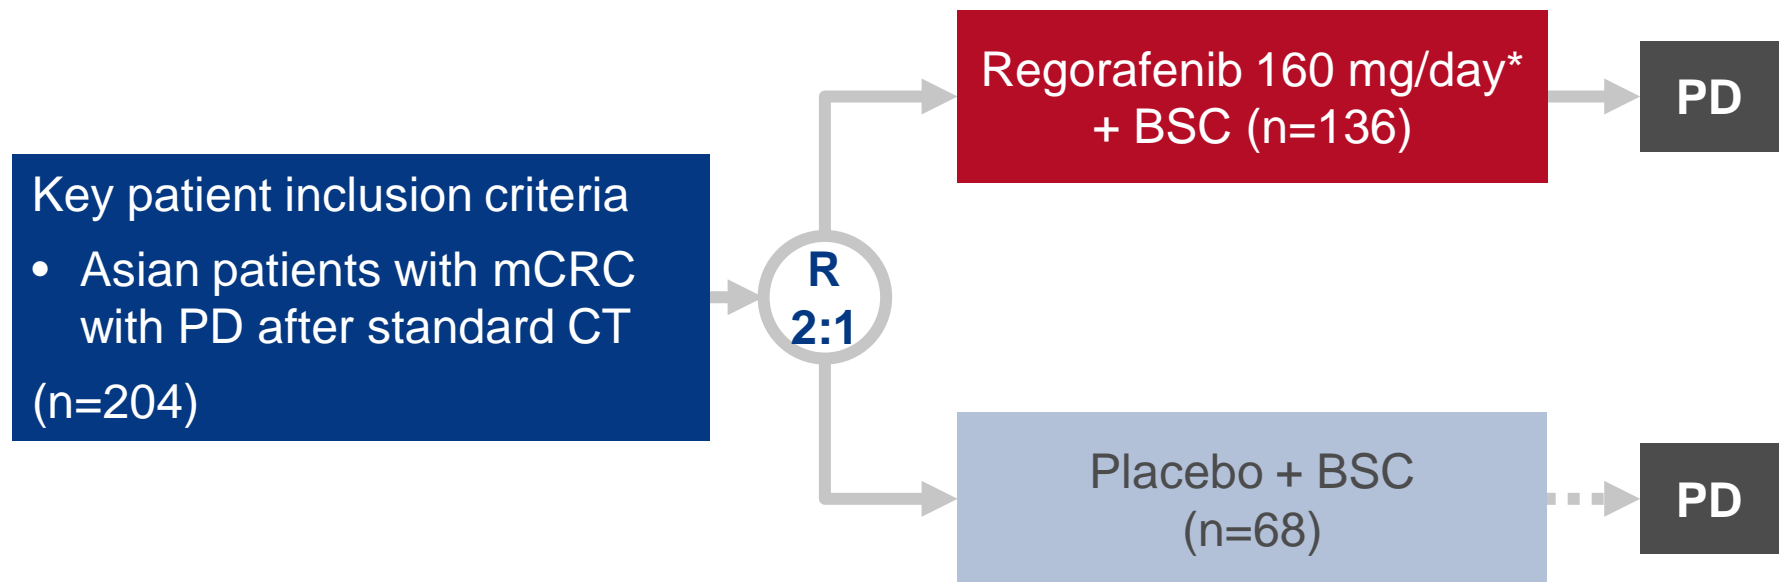 Key patient inclusion criteria
• Asian patients with mCRC
with PD after standard CT
(n=204)
R
2:1
Regorafenib 160 mg/day*
+ BSC (n=136)
PD
Placebo + BSC
(n=68)
PD